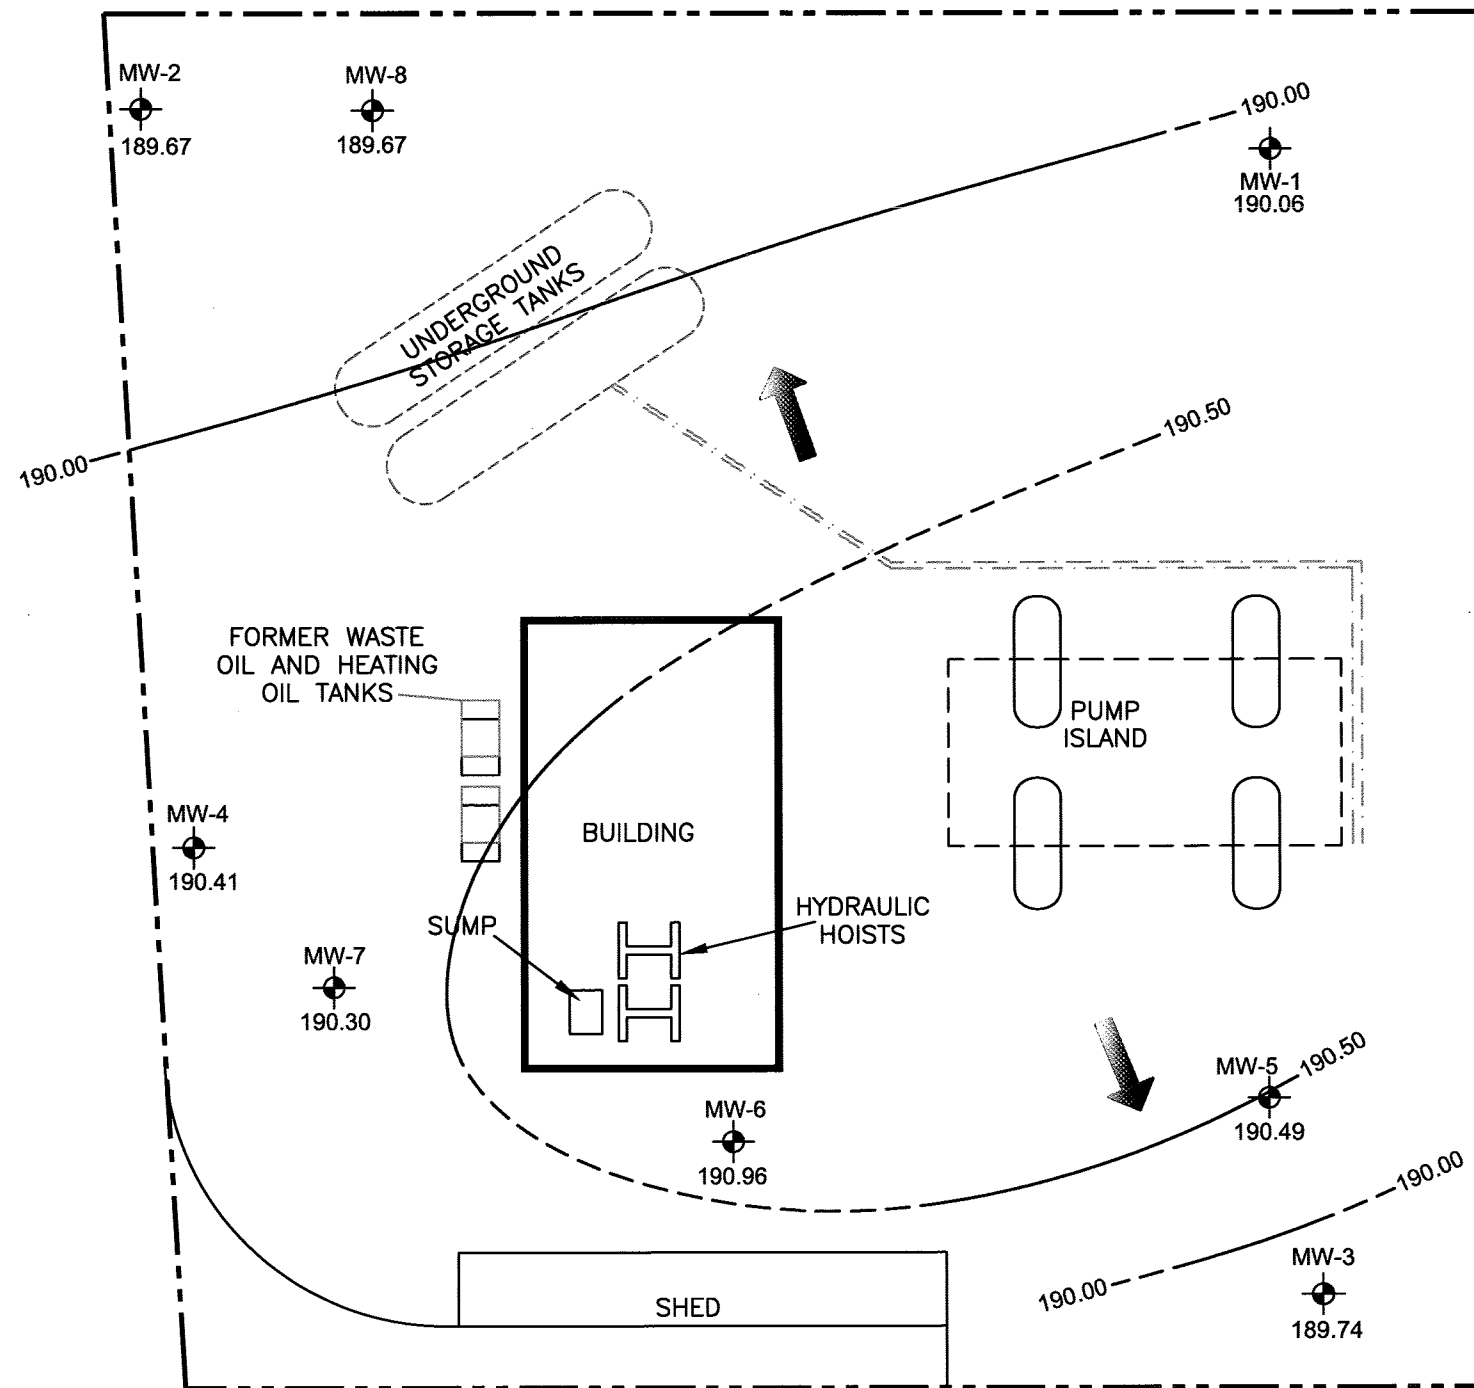 MW-2
189.67
MW-8
189.67
190.00
MW-1
190.06
UNDERGROUND
STORAGE TANKS
190.00
190.50
FORMER WASTE
OIL AND HEATING
OIL TANKS
PUMP
ISLAND
MW-4
190.41
BUILDING
SUMP
HYDRAULIC
HOISTS
MW-7
190.30
MW-5
190.49
190.50
MW-6
190.96
190.00
190.00
MW-3
189.74
SHED